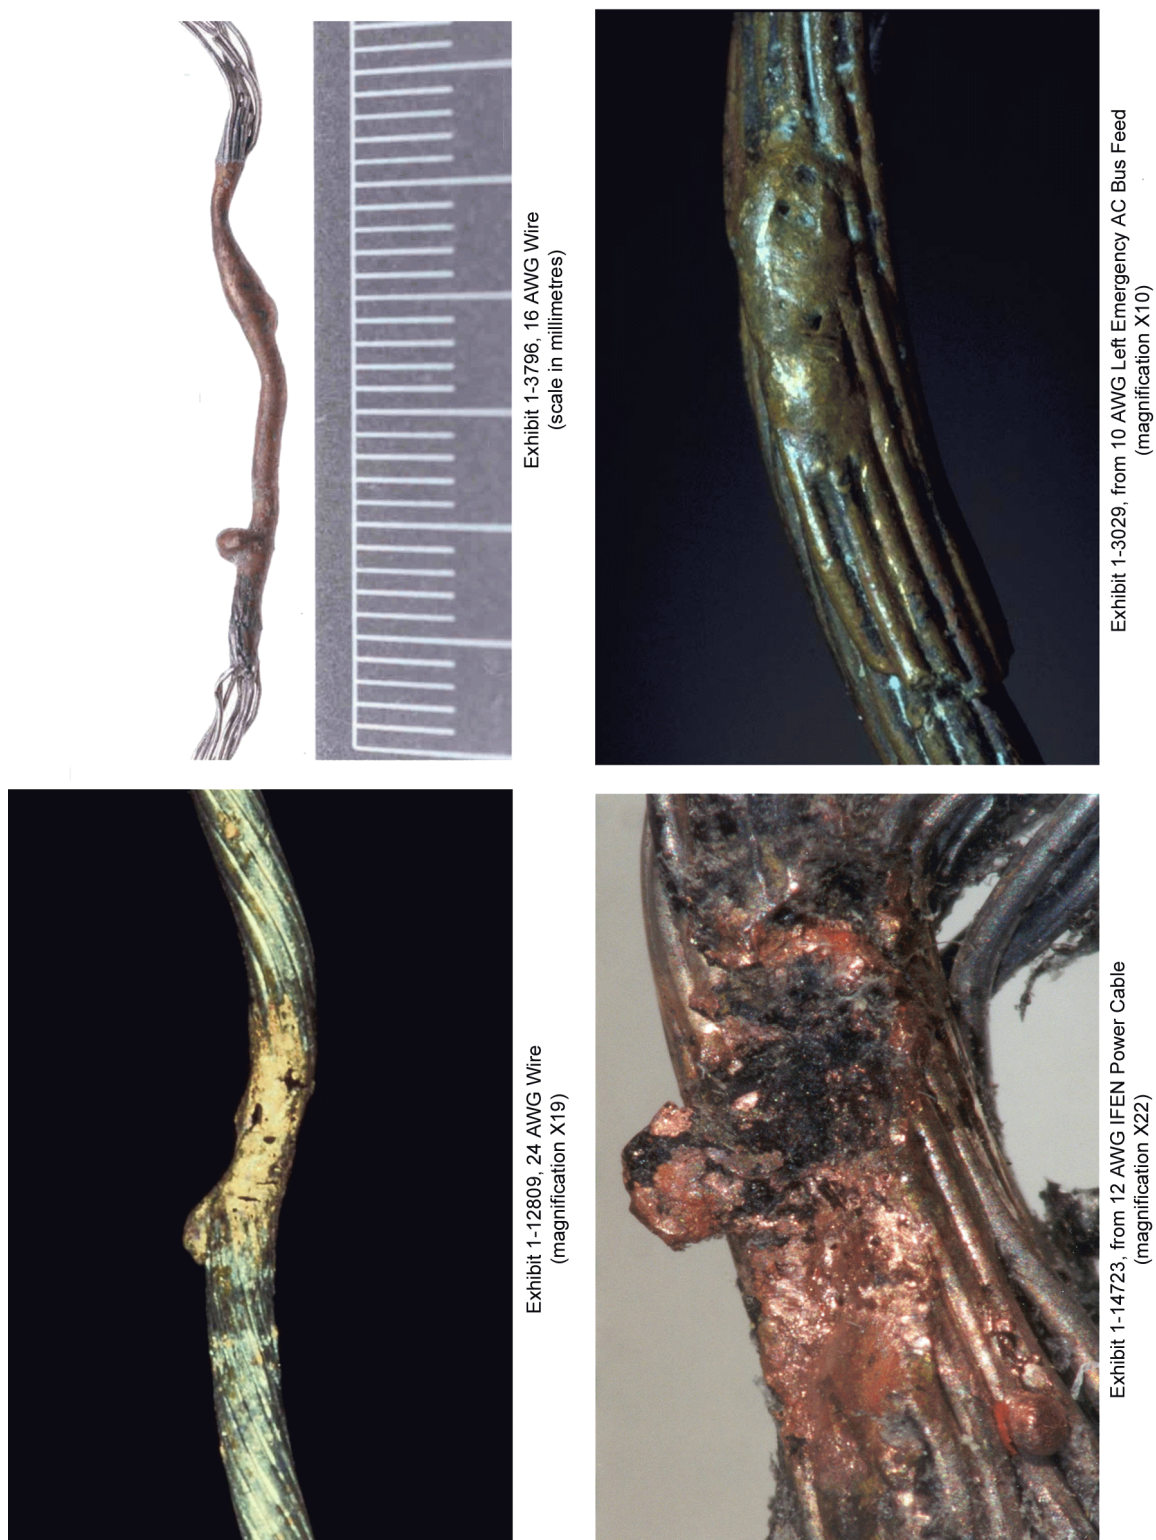 Exhibit 1-3796, 16 AWG Wire
(scale in millimetres)
Exhibit 1-3029, from 10 AWG Left Emergency AC Bus Feed
(magnification X10)
Exhibit 1-12809, 24 AWG Wire
(magnification X19)
Exhibit 1-14723, from 12 AWG IFEN Power Cable
(magnification X22)